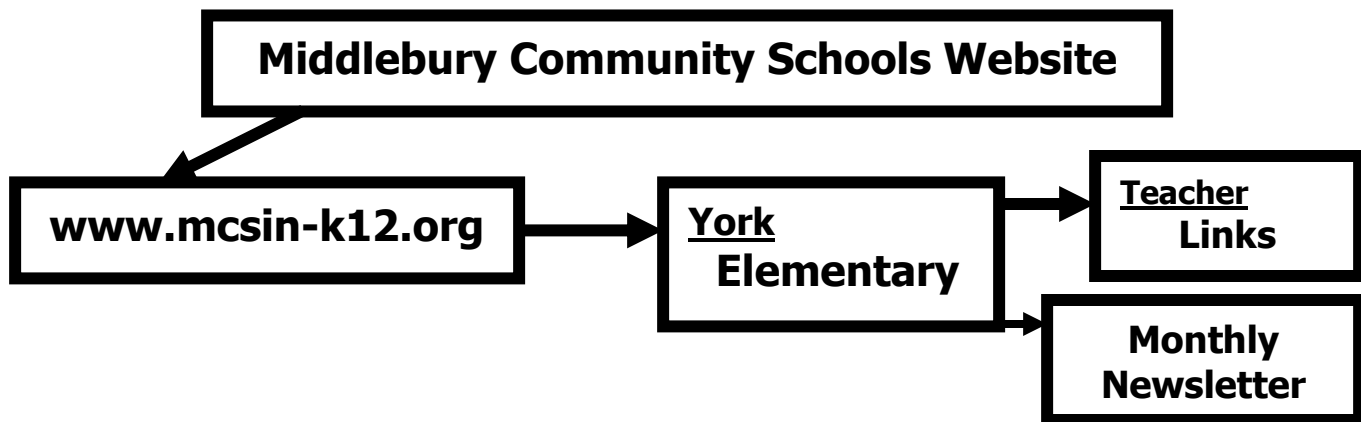 Middlebury Community Schools Website
www.mcsin-k12.org
York
Elementary
Teacher
Links
Monthly
Newsletter